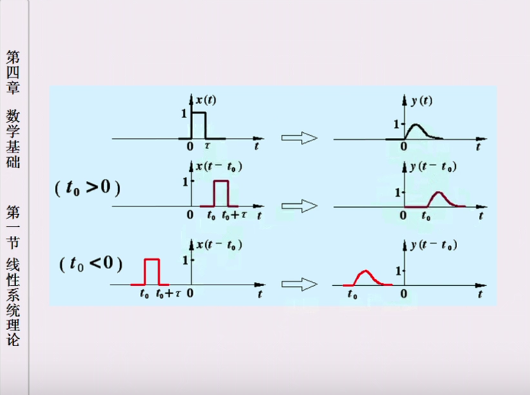 第四章 数学基础
第一节 线性系统理论
x(t)
1
0 τ t
y(t)
1
0 t
(t₀>0)
x(t－t₀)
1
0 t₀ t₀+τ t
y(t－t₀)
1
0 t₀ t
(t₀<0)
x(t－t₀)
1
t₀ t₀+τ 0 t
y(t－t₀)
1
t₀ 0 t